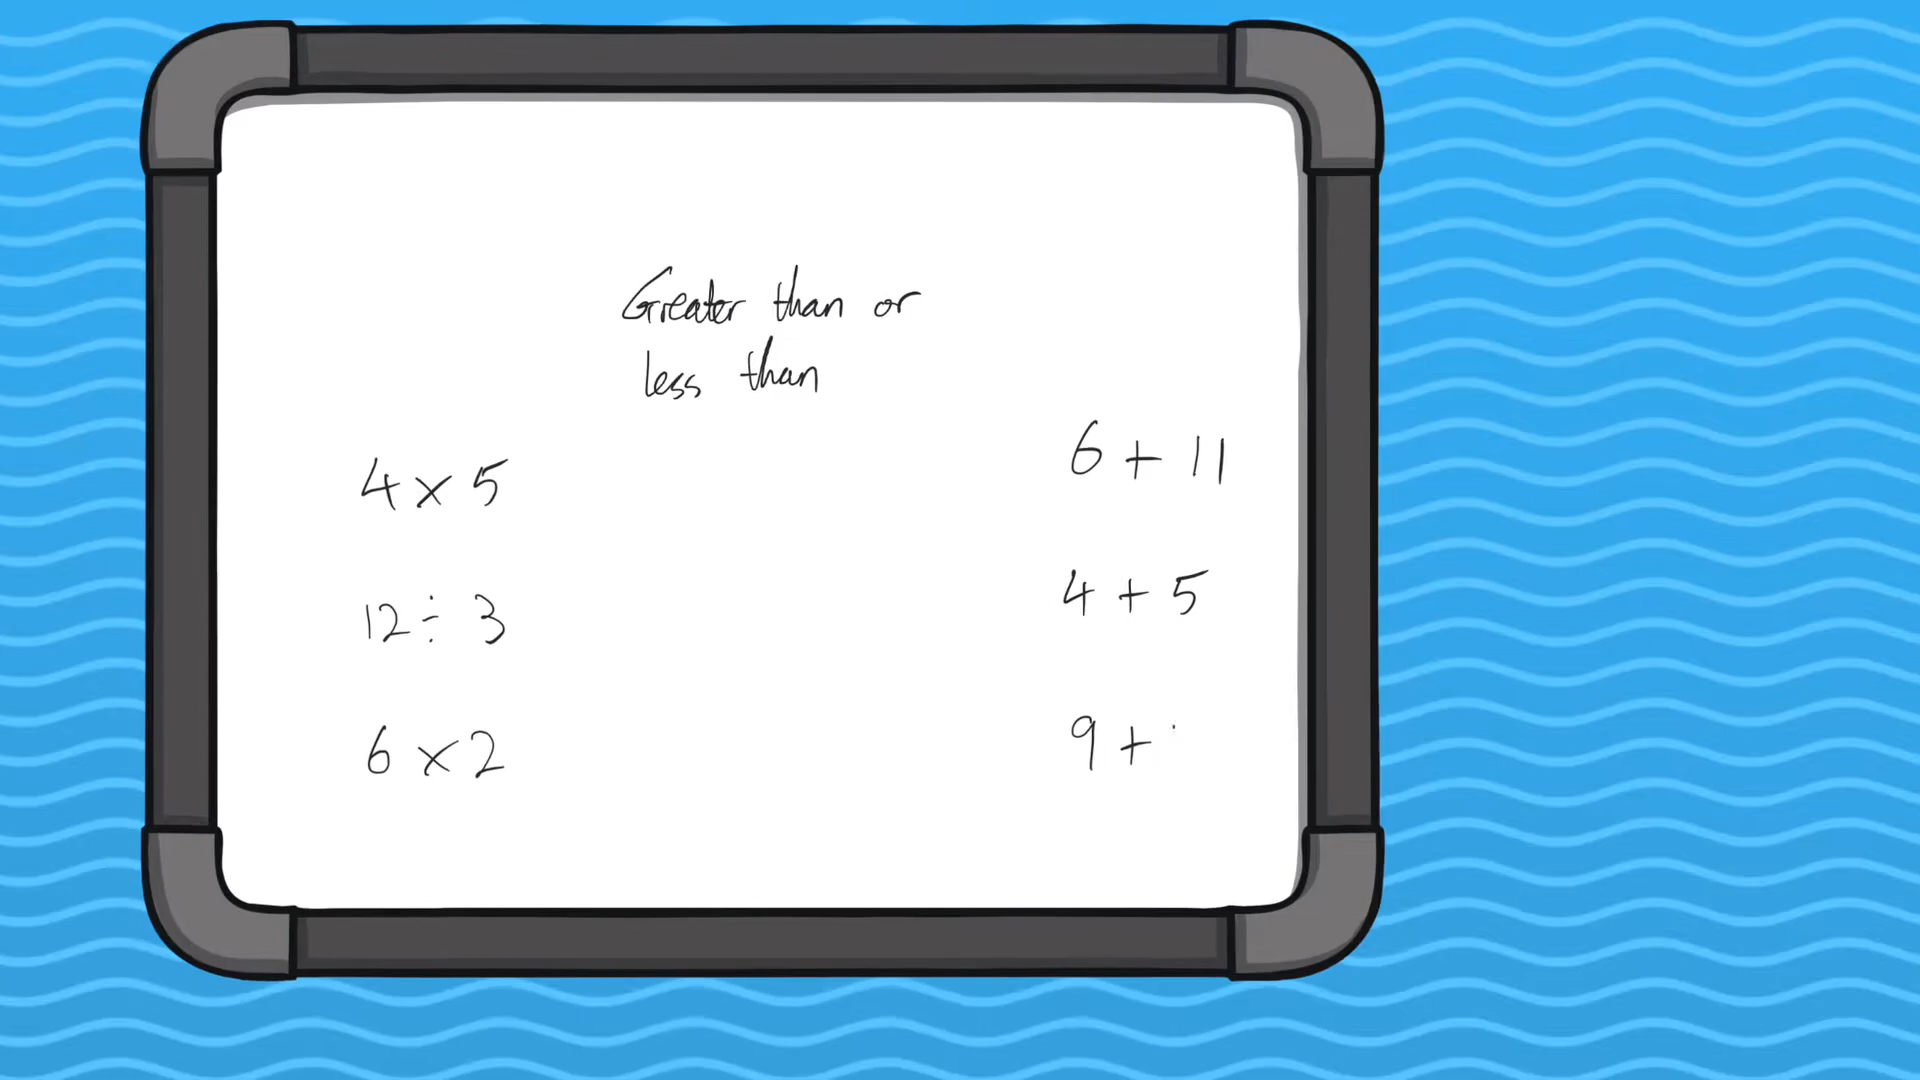 Greater than or
less than
4 x 5
6 + 11
12 ÷ 3
4 + 5
6 x 2
9 +